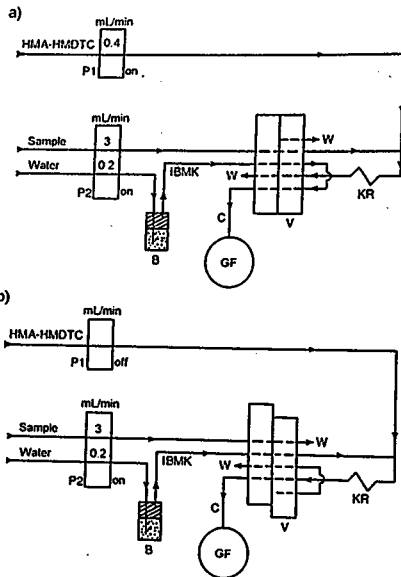 a)
mL/min
HMA-HMDTC
0.4
P1
on
mL/min
Sample
3
W
Water
0.2
IBMK
W
P2
on
KR
C
V
B
GF
b)
mL/min
HMA-HMDTC
P1
off
mL/min
Sample
3
W
Water
0.2
IBMK
W
P2
on
KR
C
V
B
GF